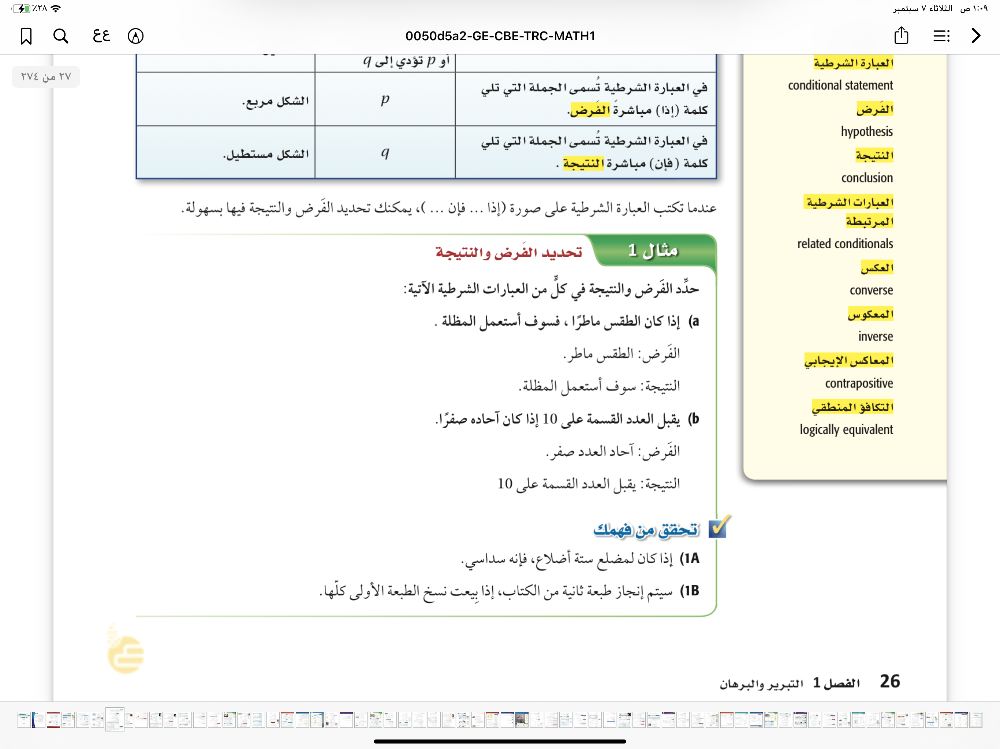 ١:٠٩ ص الثلاثاء ٧ سبتمبر
٪٢٨
0050d5a2-GE-CBE-TRC-MATH1
عع
٢٧ من ٢٧٤
العبارة الشرطية
conditional statement
الفَرض
hypothesis
النتيجة
conclusion
العبارات الشرطية
المرتبطة
related conditionals
العكس
converse
المعكوس
inverse
المعاكس الإيجابي
contrapositive
التكافؤ المنطقي
logically equivalent
أو p تؤدي إلى q
في العبارة الشرطية تُسمى الجملة التي تلي
كلمة (إذا) مباشرةً الفَرض.
p
الشكل مربع.
في العبارة الشرطية تُسمى الجملة التي تلي
كلمة (فإن) مباشرة النتيجة .
q
الشكل مستطيل.
عندما تكتب العبارة الشرطية على صورة (إذا ... فإن ... )، يمكنك تحديد الفَرض والنتيجة فيها بسهولة.
مثال 1 تحديد الفَرض والنتيجة
حدِّد الفَرض والنتيجة في كلٍّ من العبارات الشرطية الآتية:
a) إذا كان الطقس ماطرًا ، فسوف أستعمل المظلة .
الفَرض: الطقس ماطر.
النتيجة: سوف أستعمل المظلة.
b) يقبل العدد القسمة على 10 إذا كان آحاده صفرًا.
الفَرض: آحاد العدد صفر.
النتيجة: يقبل العدد القسمة على 10
تحقق من فهمك
1A) إذا كان لمضلع ستة أضلاع، فإنه سداسي.
1B) سيتم إنجاز طبعة ثانية من الكتاب، إذا بِيعت نسخ الطبعة الأولى كلّها.
26 الفصل 1 التبرير والبرهان